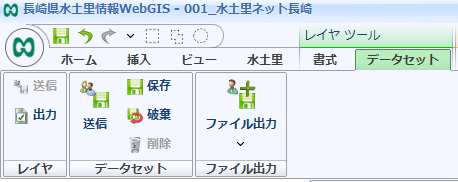 長崎県水土里情報WebGIS - 001_水土里ネット長崎
レイヤ ツール
ホーム 挿入 ビュー 水土里 書式 データセット
送信
出力
レイヤ
送信
保存
破棄
削除
データセット
ファイル出力
ファイル出力